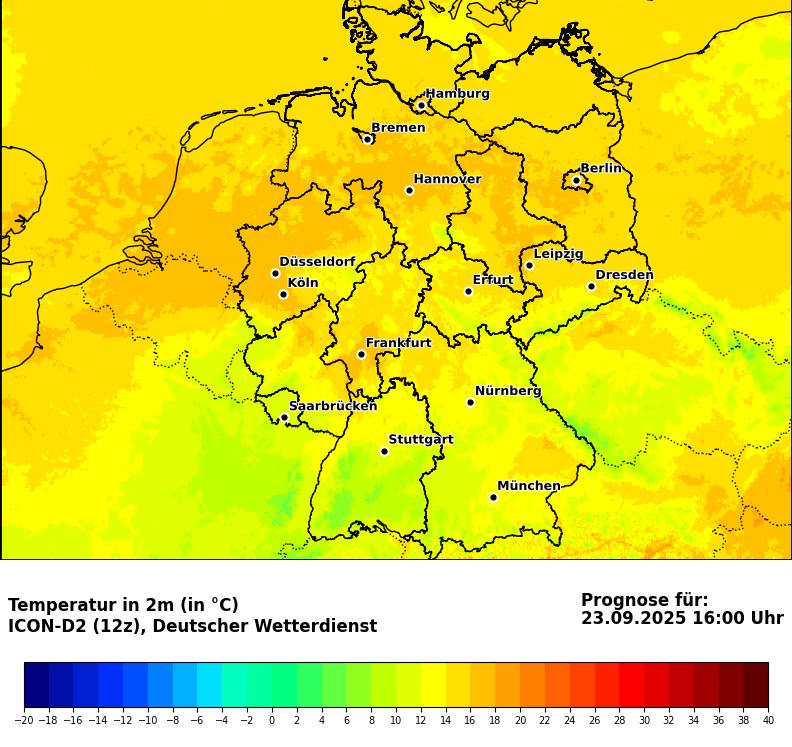 Hamburg
Bremen
Berlin
Hannover
Leipzig
Düsseldorf
Dresden
Köln
Erfurt
Frankfurt
Nürnberg
Saarbrücken
Stuttgart
München
Temperatur in 2m (in °C)
ICON-D2 (12z), Deutscher Wetterdienst
Prognose für:
23.09.2025 16:00 Uhr
−20 −18 −16 −14 −12 −10 −8 −6 −4 −2 0 2 4 6 8 10 12 14 16 18 20 22 24 26 28 30 32 34 36 38 40